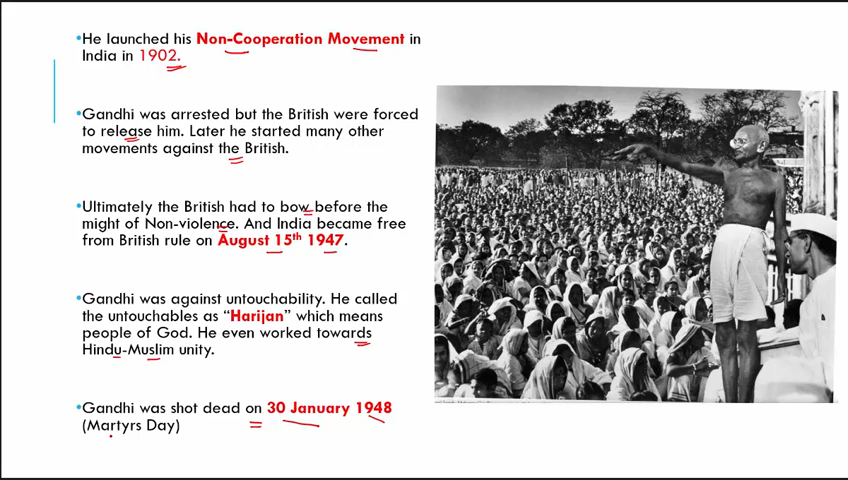 •He launched his Non-Cooperation Movement in
India in 1902.
•Gandhi was arrested but the British were forced
to release him. Later he started many other
movements against the British.
•Ultimately the British had to bow before the
might of Non-violence. And India became free
from British rule on August 15th 1947.
•Gandhi was against untouchability. He called
the untouchables as “Harijan” which means
people of God. He even worked towards
Hindu-Muslim unity.
•Gandhi was shot dead on 30 January 1948
(Martyrs Day)